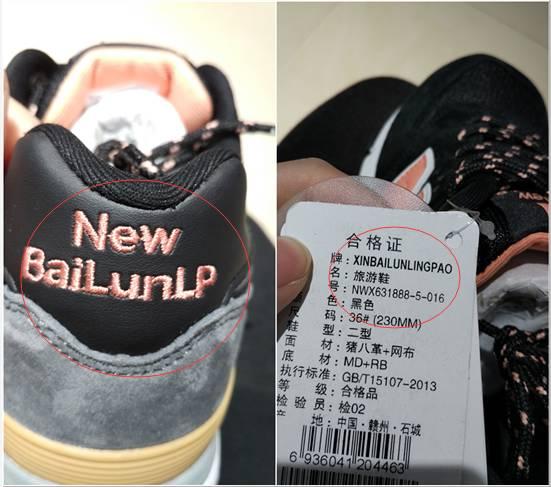 New
BaiLunLP
合格证
牌：XINBAILUNLINGPAO
名：旅游鞋
号：NWX631888-5-016
色：黑色
尺 码：36#(230MM)
鞋 型：二型
面 材：猪八革+网布
底 材：MD+RB
执行标准：GB/T15107-2013
等 级：合格品
检 验 员：检02
产 地：中国·赣州·石城
6 936041 204463